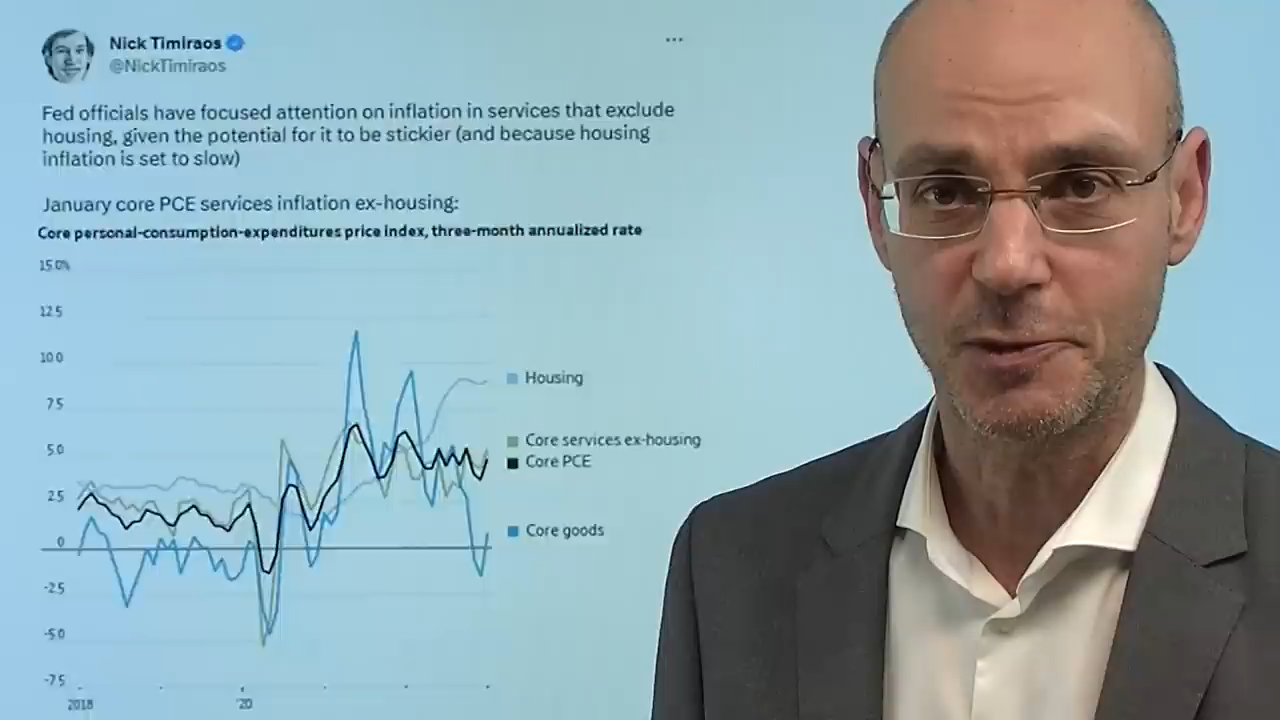 Nick Timiraos
@NickTimiraos
...
Fed officials have focused attention on inflation in services that exclude
housing, given the potential for it to be stickier (and because housing
inflation is set to slow)
January core PCE services inflation ex-housing:
Core personal-consumption-expenditures price index, three-month annualized rate
15.0%
12.5
10.0
7.5
5.0
2.5
0
-2.5
-5.0
-7.5
Housing
Core services ex-housing
Core PCE
Core goods
2018
'20